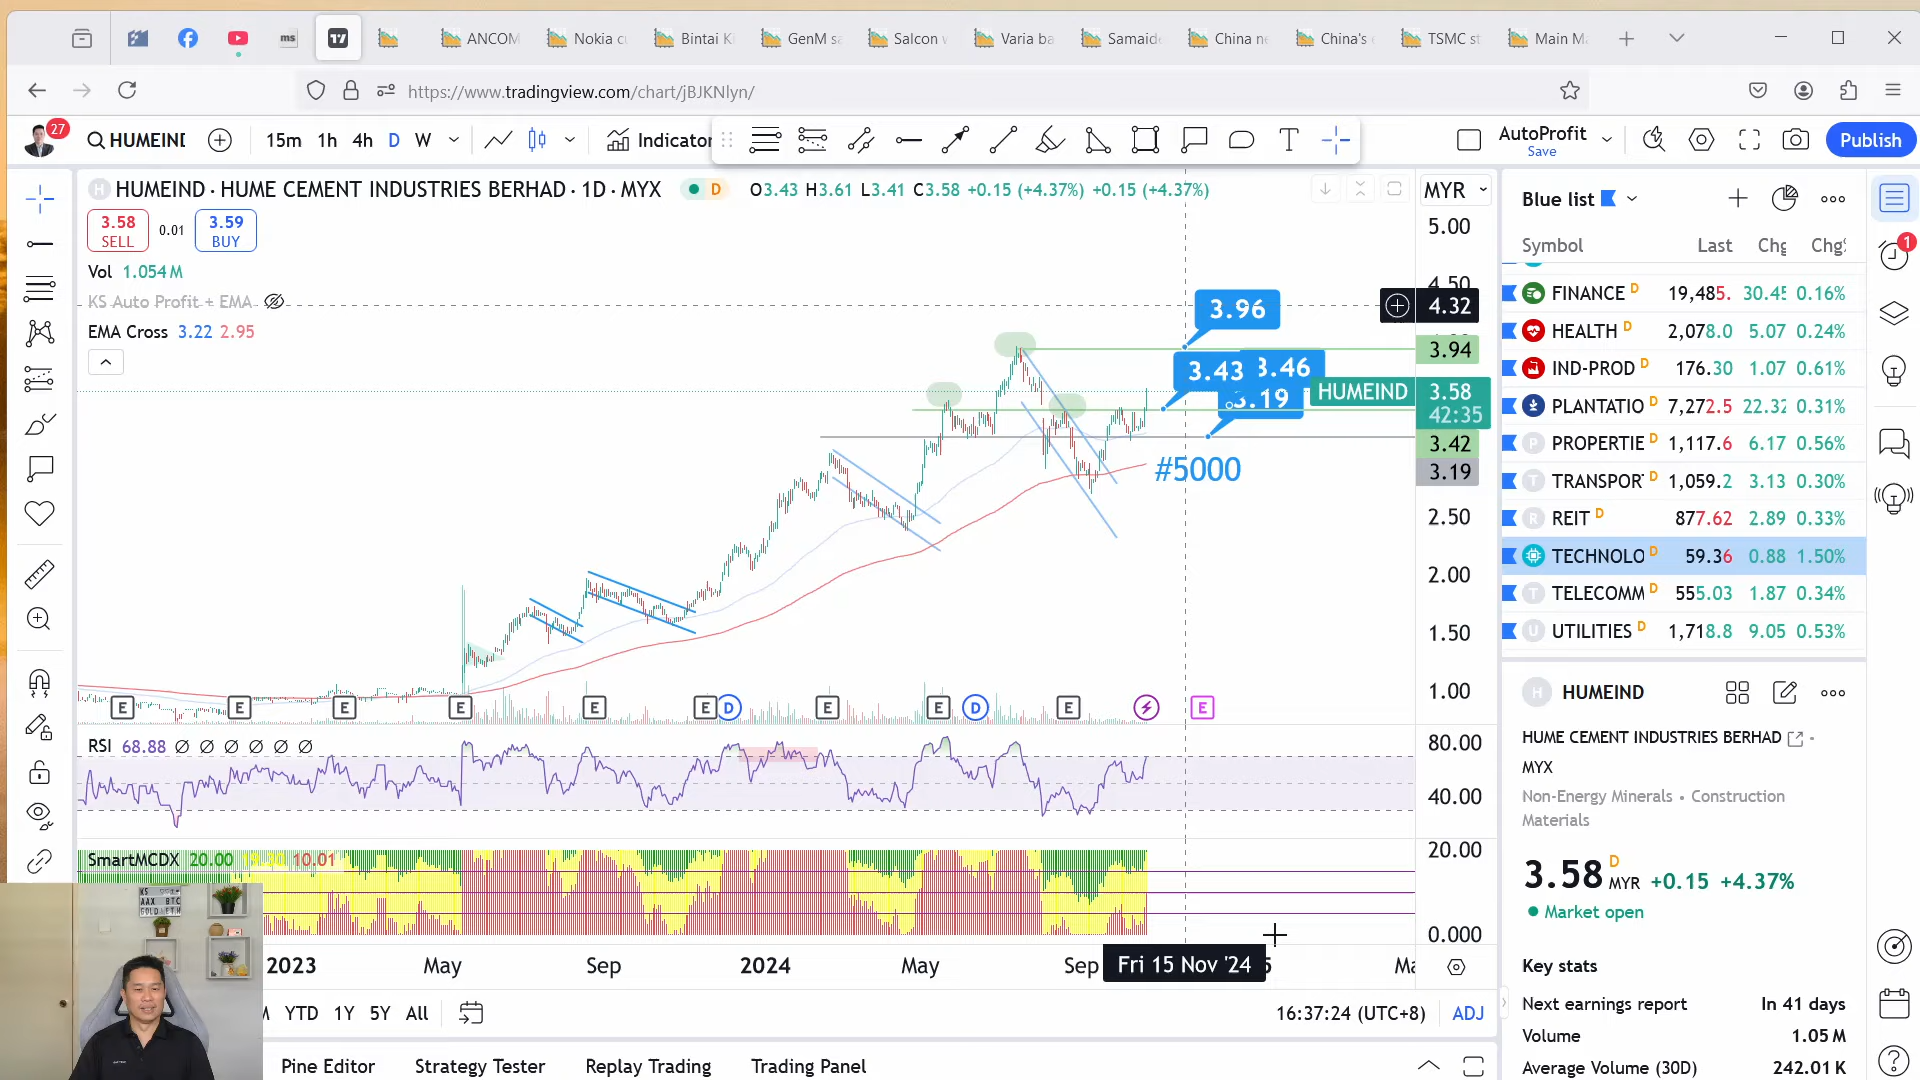 ANCOM
Nokia c
Bintai K
GenM s
Salcon
Varia ba
Samaide
China n
China's
TSMC st
Main Ma
https://www.tradingview.com/chart/jBJKNlyn/
27
HUMEIND
15m 1h 4h D W
Indicator
T
AutoProfit
Save
Publish
HUMEIND · HUME CEMENT INDUSTRIES BERHAD · 1D · MYX
D
O3.43 H3.61 L3.41 C3.58 +0.15 (+4.37%) +0.15 (+4.37%)
MYR
3.58
SELL
0.01
3.59
BUY
Vol 1.054 M
KS Auto Profit + EMA
EMA Cross 3.22 2.95
3.96
3.43
3.46
3.19
#5000
HUMEIND
5.00
4.50
4.32
3.94
3.58
42:35
3.42
3.19
2.50
2.00
1.50
1.00
E E E E E E D E E D E E
RSI 68.88 Ø Ø Ø Ø Ø Ø
80.00
40.00
SmartMCDX 20.00 10.01
20.00
0.000
2023 May Sep 2024 May Sep
Fri 15 Nov '24
YTD 1Y 5Y All
16:37:24 (UTC+8)
ADJ
Pine Editor
Strategy Tester
Replay Trading
Trading Panel
Blue list
Symbol Last Chg Chg%
FINANCE D 19,485. 30.45 0.16%
HEALTH D 2,078.0 5.07 0.24%
IND-PROD D 176.30 1.07 0.61%
PLANTATIO D 7,272.5 22.32 0.31%
PROPERTIE D 1,117.6 6.17 0.56%
TRANSPOR D 1,059.2 3.13 0.30%
REIT D 877.62 2.89 0.33%
TECHNOLO D 59.36 0.88 1.50%
TELECOMM D 555.03 1.87 0.34%
UTILITIES D 1,718.8 9.05 0.53%
1
HUMEIND
HUME CEMENT INDUSTRIES BERHAD •
MYX
Non-Energy Minerals • Construction
Materials
3.58 D MYR +0.15 +4.37%
Market open
Key stats
Next earnings report In 41 days
Volume 1.05 M
Average Volume (30D) 242.01 K